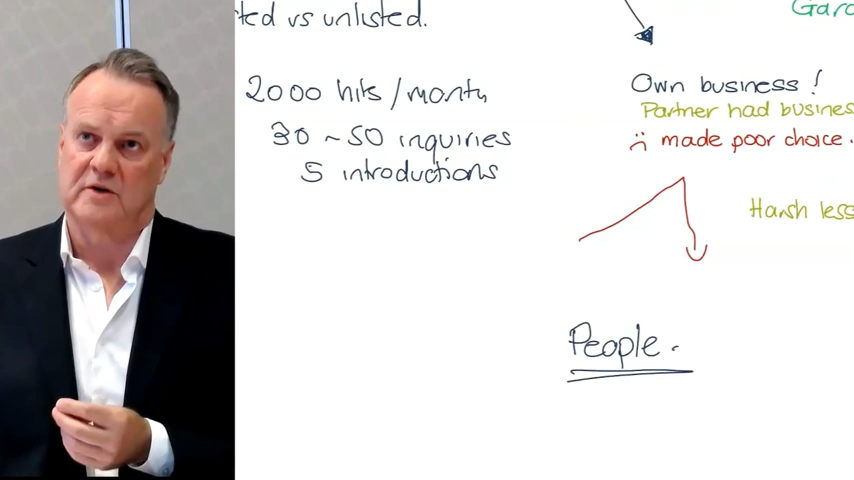 ted vs unlisted.
2000 hits/month
30 ~ 50 inquiries
5 introductions
Garc
Own business!
Partner had busines
made poor choice.
Harsh less
People.